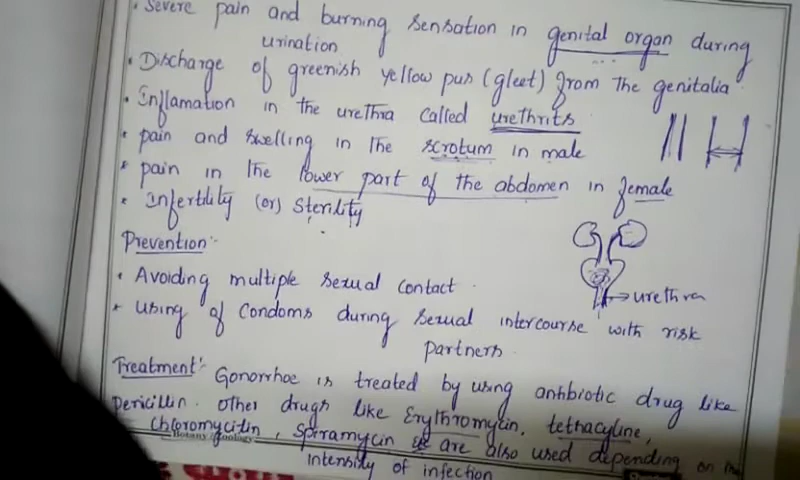 • Severe pain and burning sensation in genital organ during
urination
• Discharge of greenish yellow pus (gleet) from the genitalia
• Inflamation in the urethra called urethrits
• pain and swelling in the scrotum in male
• pain in the lower part of the abdomen in female
• Infertility (or) Sterility
Prevention:-
• Avoiding multiple sexual contact.
• using of condoms during sexual intercourse with risk
partners
urethra
Treatment:- Gonorrhoe is treated by using antibiotic drug like
penicillin. other drugs like Erythromycin, tethacyline,
chloromycitin, spiramycin are also used depending on
Botany / Zoology
intensity of infection